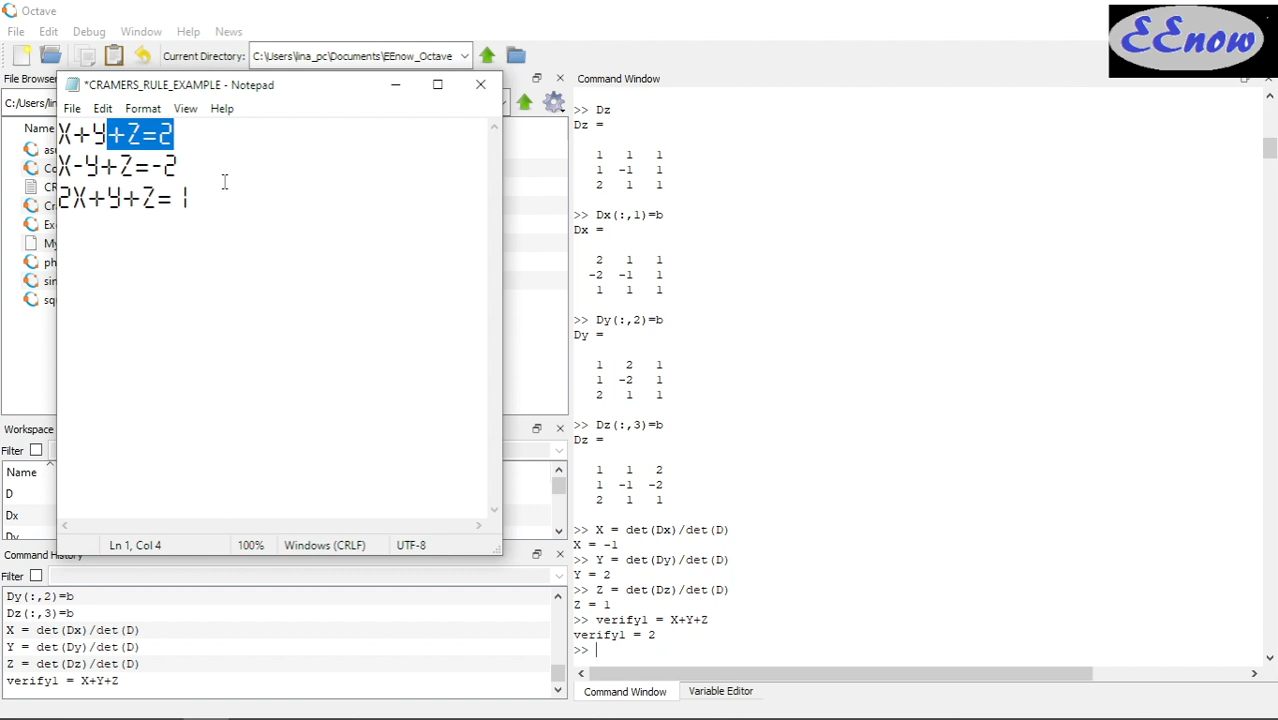 Octave
File Edit Debug Window Help News
Current Directory: C:\Users\lina_pc\Documents\EEnow_Octave
EEnow
File Browser
C:/Users/
Name
*CRAMERS_RULE_EXAMPLE - Notepad
File Edit Format View Help
X+Y+Z=2
X-Y+Z=-2
2X+Y+Z=1
Ln 1, Col 4 100% Windows (CRLF) UTF-8
Workspace
Filter
Name
D
Dx
Dy
Command History
Filter
Dy(:,2)=b
Dz(:,3)=b
X = det(Dx)/det(D)
Y = det(Dy)/det(D)
Z = det(Dz)/det(D)
verify1 = X+Y+Z
Command Window
>> Dz
Dz =
1 1 1
1 -1 1
2 1 1
>> Dx(:,1)=b
Dx =
2 1 1
-2 -1 1
1 1 1
>> Dy(:,2)=b
Dy =
1 2 1
1 -2 1
2 1 1
>> Dz(:,3)=b
Dz =
1 1 2
1 -1 -2
2 1 1
>> X = det(Dx)/det(D)
X = -1
>> Y = det(Dy)/det(D)
Y = 2
>> Z = det(Dz)/det(D)
Z = 1
>> verify1 = X+Y+Z
verify1 = 2
>>
Command Window Variable Editor